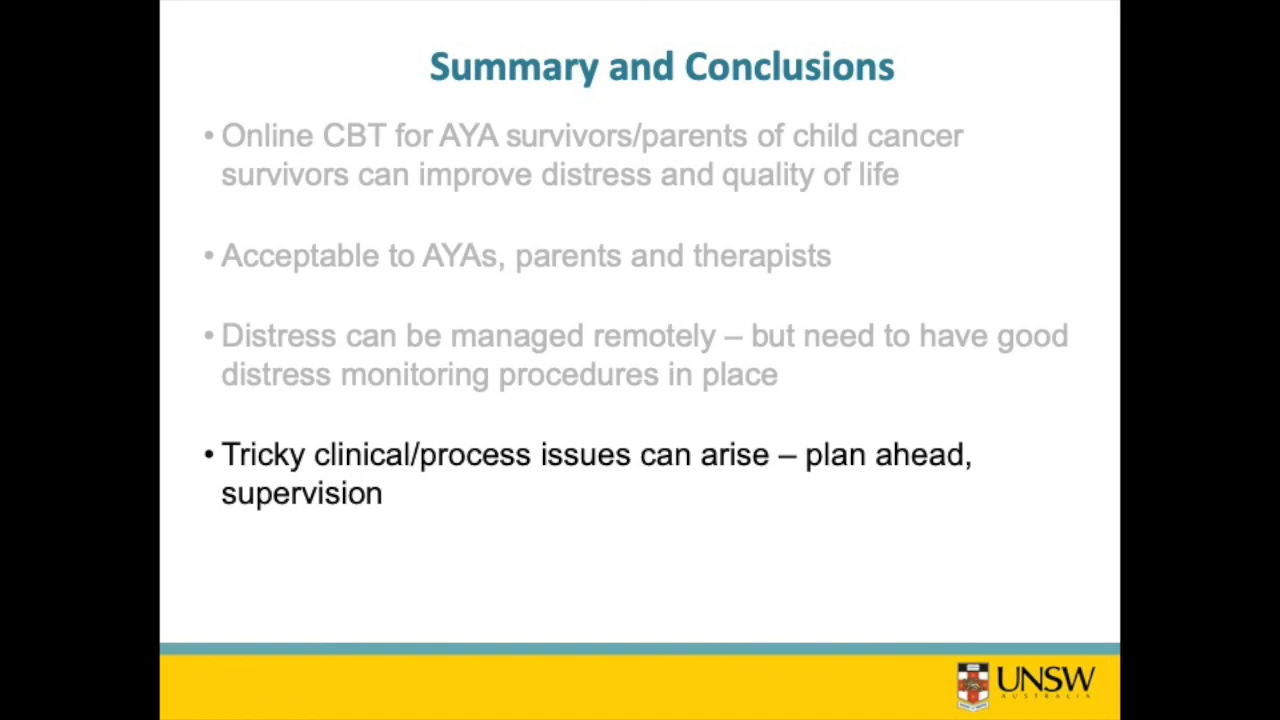 Summary and Conclusions
• Online CBT for AYA survivors/parents of child cancer
survivors can improve distress and quality of life
• Acceptable to AYAs, parents and therapists
• Distress can be managed remotely – but need to have good
distress monitoring procedures in place
• Tricky clinical/process issues can arise – plan ahead,
supervision
UNSW
AUSTRALIA